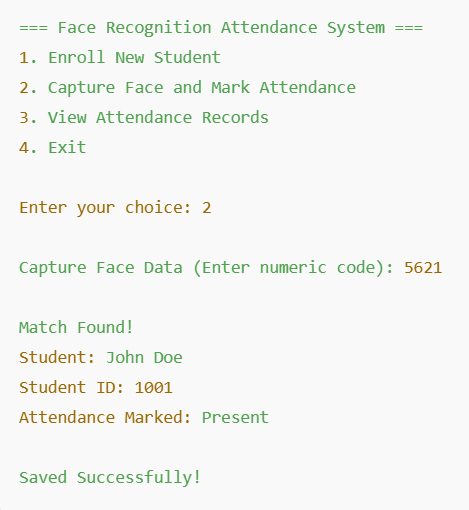 === Face Recognition Attendance System ===
1. Enroll New Student
2. Capture Face and Mark Attendance
3. View Attendance Records
4. Exit
Enter your choice: 2
Capture Face Data (Enter numeric code): 5621
Match Found!
Student: John Doe
Student ID: 1001
Attendance Marked: Present
Saved Successfully!